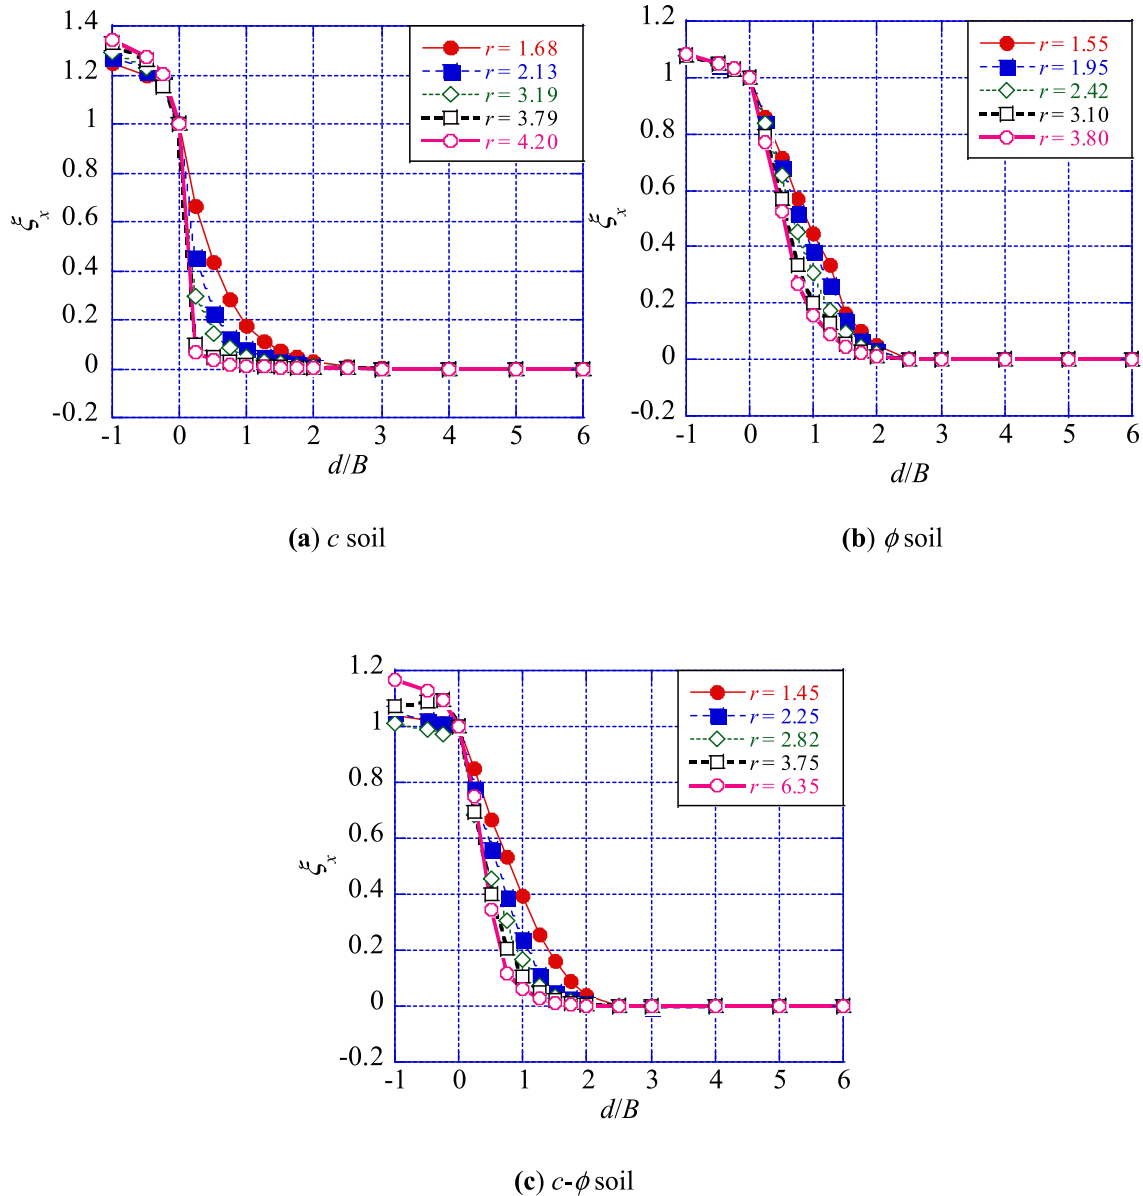 1.4
1.2
1
0.8
0.6
0.4
0.2
0
-0.2
ξx
r = 1.68
r = 2.13
r = 3.19
r = 3.79
r = 4.20
-1 0 1 2 3 4 5 6
d/B
(a) c soil
1.2
1
0.8
0.6
0.4
0.2
0
-0.2
ξx
r = 1.55
r = 1.95
r = 2.42
r = 3.10
r = 3.80
-1 0 1 2 3 4 5 6
d/B
(b) ϕ soil
1.2
1
0.8
0.6
0.4
0.2
0
-0.2
ξx
r = 1.45
r = 2.25
r = 2.82
r = 3.75
r = 6.35
-1 0 1 2 3 4 5 6
d/B
(c) c-ϕ soil